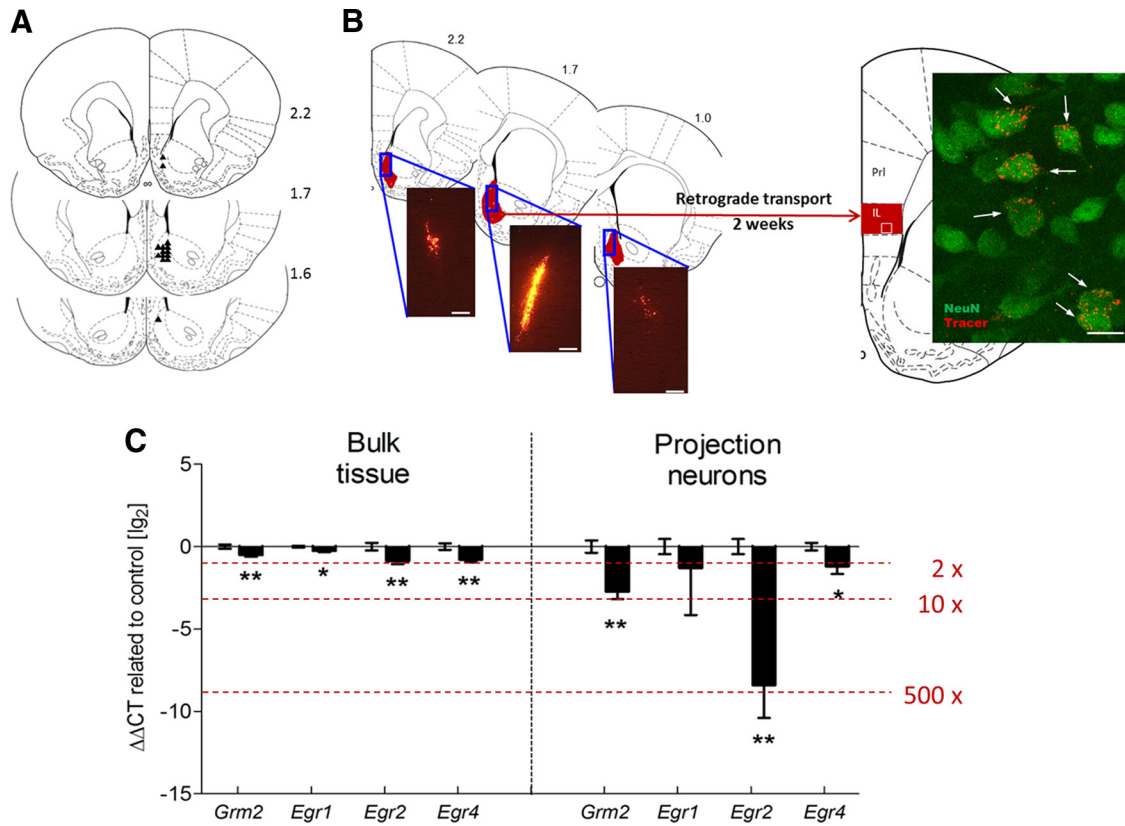 A
B
2.2
1.7
1.6
2.2
1.7
1.0
Retrograde transport
2 weeks
Prl
IL
NeuN
Tracer
C
Bulk
tissue
Projection
neurons
ΔΔCT related to control [lg2]
5
0
-5
-10
-15
** * ** **
** ** *
2 x
10 x
500 x
Grm2 Egr1 Egr2 Egr4 Grm2 Egr1 Egr2 Egr4